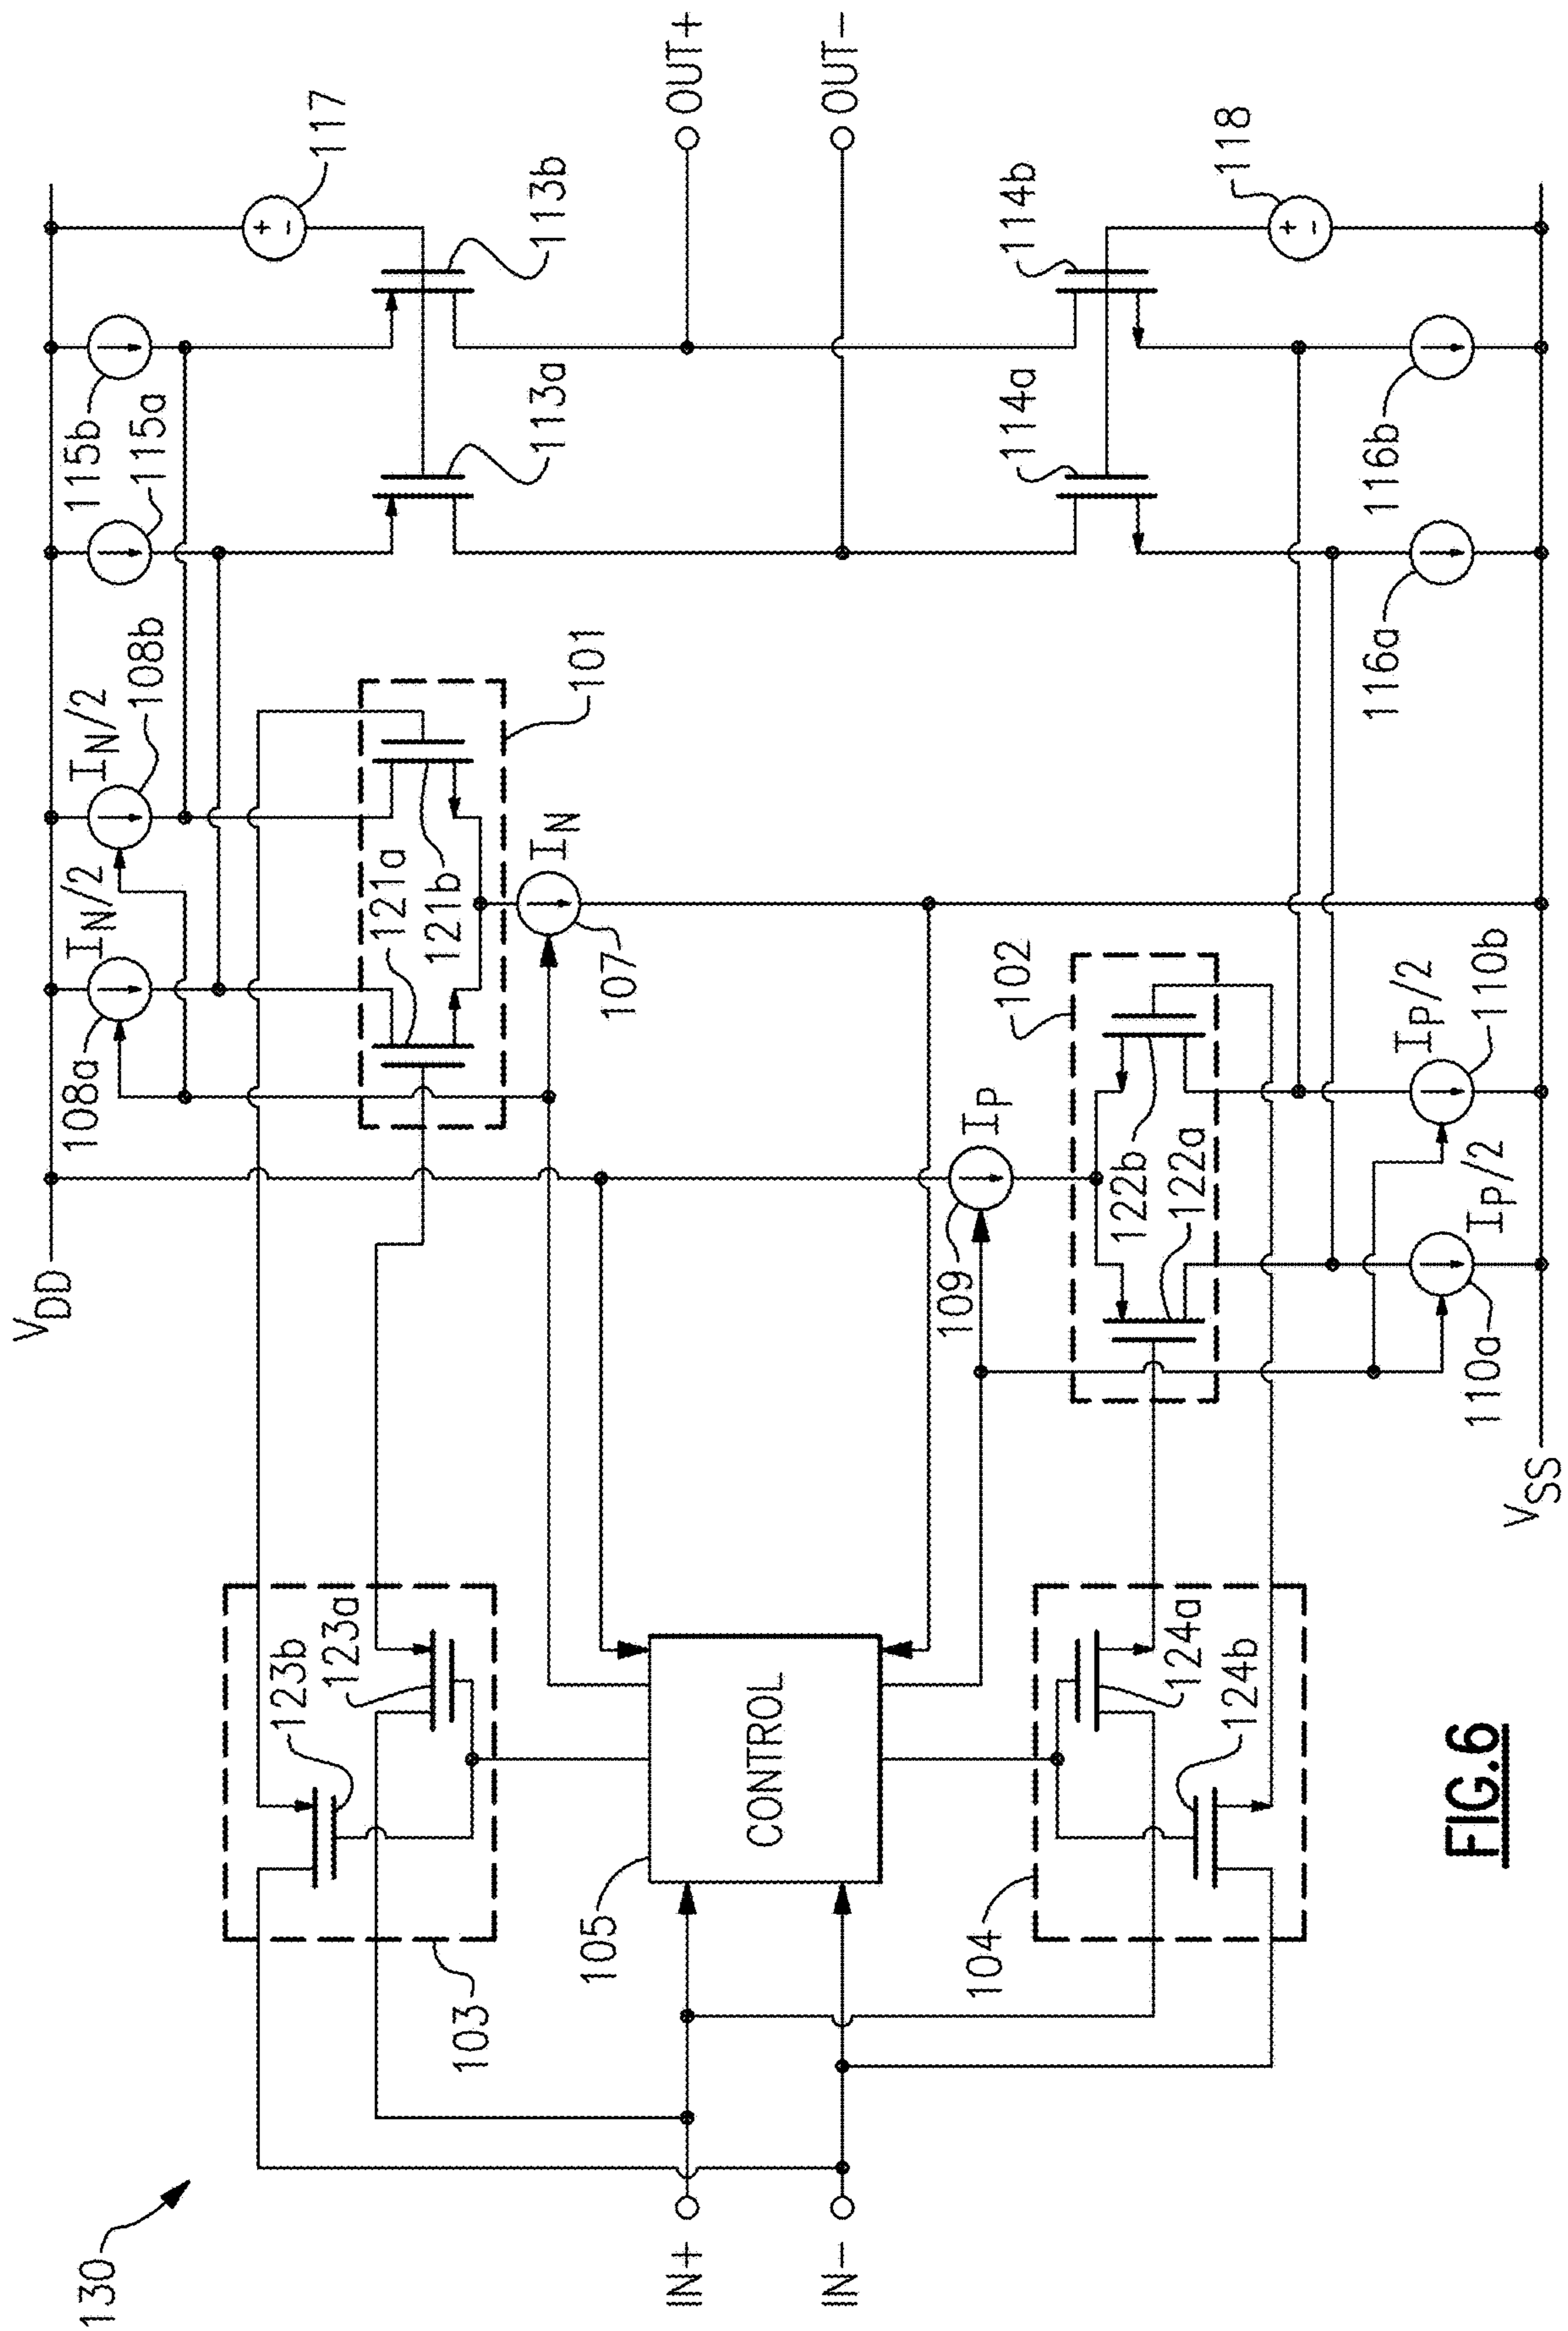 130
V_DD
108a
I_N/2
I_N/2
108b
115b
115a
117
123b
123a
103
121a
121b
101
I_N
107
113a
113b
OUT+
OUT-
IN+
IN-
105
CONTROL
109
I_P
102
122b
122a
104
124a
124b
114a
114b
118
110a
I_P/2
I_P/2
110b
116a
116b
V_SS
FIG.6
+
-
+
-